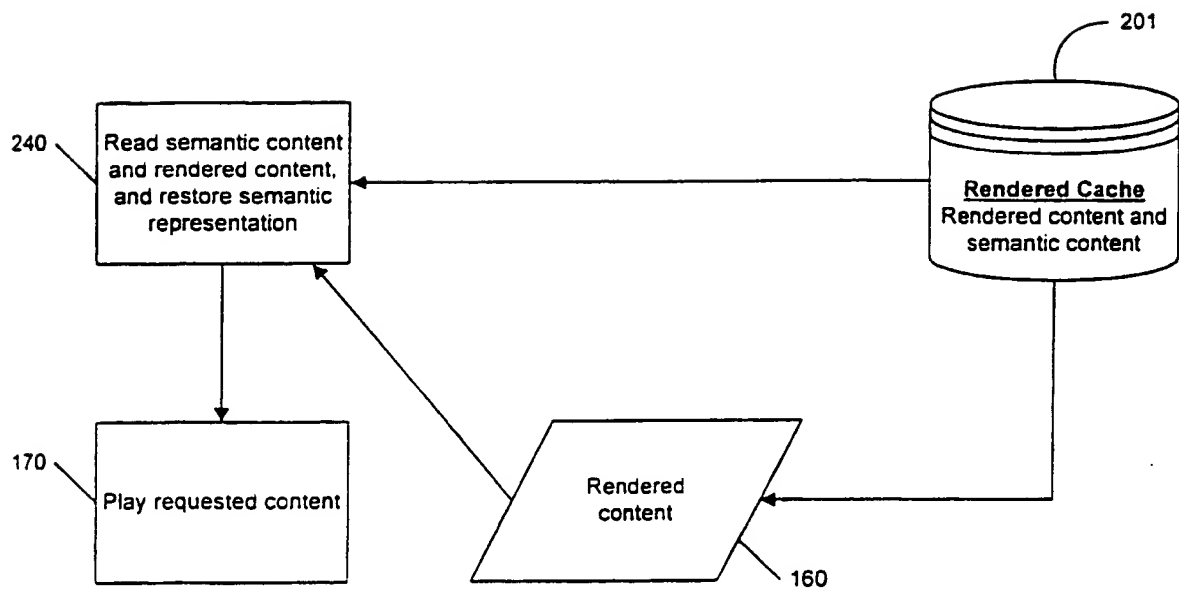 201
240
Read semantic content
and rendered content,
and restore semantic
representation
Rendered Cache
Rendered content and
semantic content
170
Play requested content
Rendered
content
160